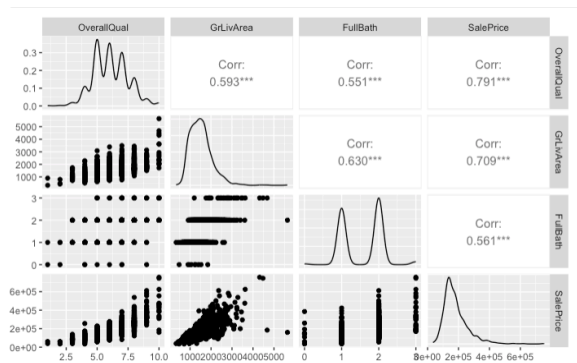 OverallQual GrLivArea FullBath SalePrice
0.3
0.2
0.1
0.0
Corr:
0.593***
Corr:
0.551***
Corr:
0.791***
OverallQual
5000
4000
3000
2000
1000
Corr:
0.630***
Corr:
0.709***
GrLivArea
3
2
1
0
Corr:
0.561***
FullBath
6e+05
4e+05
2e+05
0e+00
SalePrice
2.5 5.0 7.5 10.0 10002000300040005000 0 1 2 3 0e+00 2e+05 4e+05 6e+05